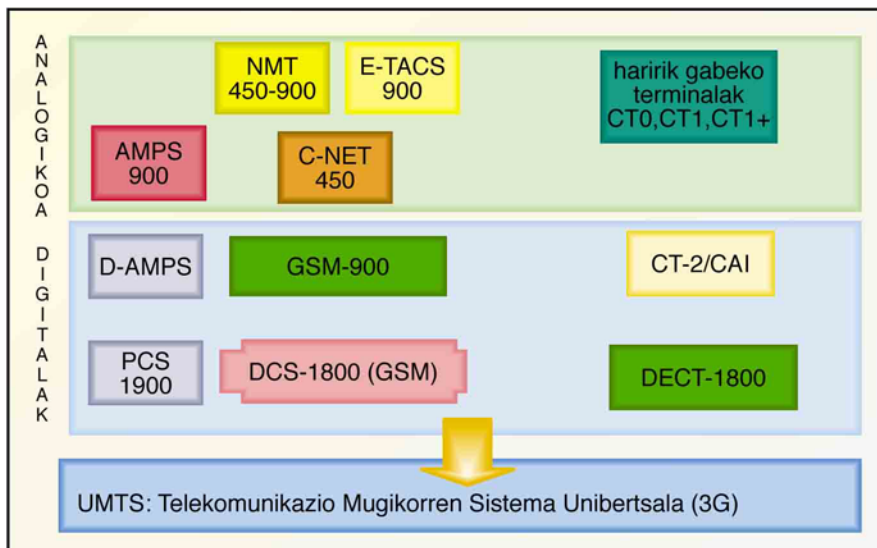 ANALOGIKOA
NMT
450-900
E-TACS
900
haririk gabeko
terminalak
CT0,CT1,CT1+
AMPS
900
C-NET
450
DIGITALAK
D-AMPS
GSM-900
CT-2/CAI
PCS
1900
DCS-1800 (GSM)
DECT-1800
UMTS: Telekomunikazio Mugikorren Sistema Unibertsala (3G)